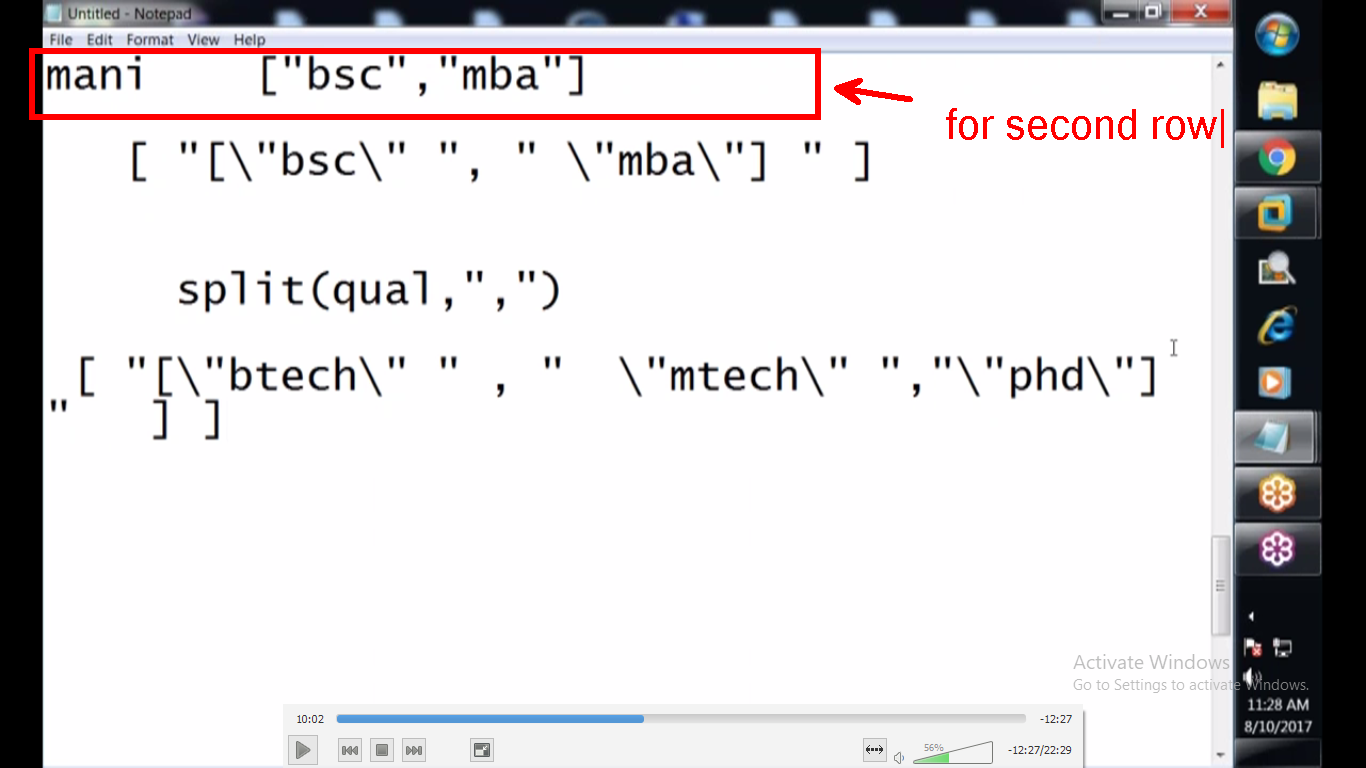 Untitled - Notepad
File Edit Format View Help
mani ["bsc","mba"]
for second row
[ "[\"bsc\" ", " \"mba\"] " ]
split(qual,",")
[ "[\"btech\" " , " \"mtech\" ","\"phd\"]
" ] ]
Activate Windows
Go to Settings to activate Windows.
11:28 AM
8/10/2017
10:02
-12:27
56%
-12:27/22:29